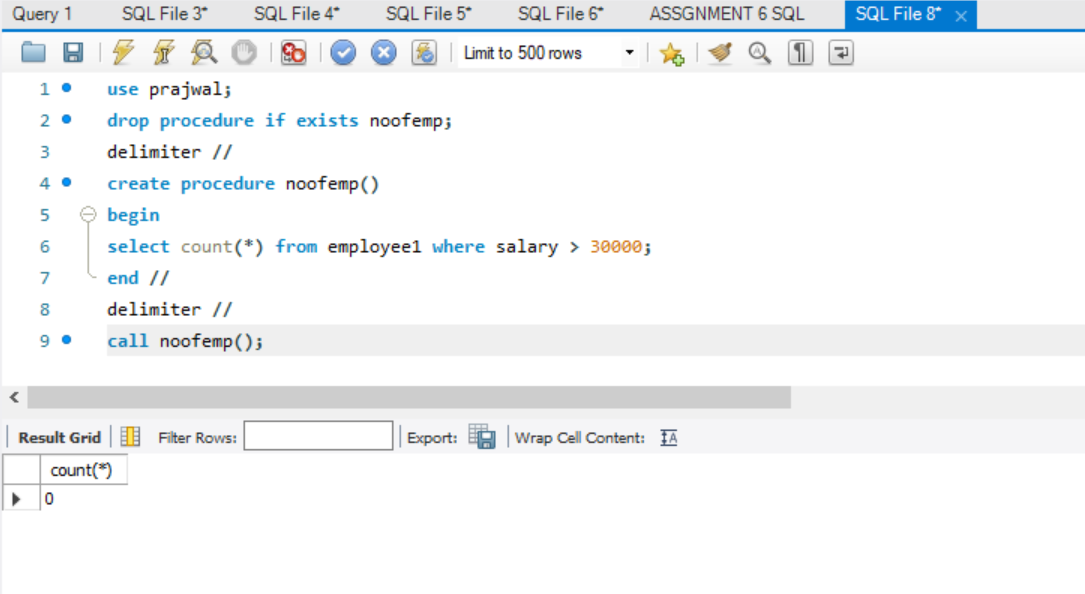 Query 1 SQL File 3* SQL File 4* SQL File 5* SQL File 6* ASSGNMENT 6 SQL SQL File 8* ×
Limit to 500 rows
1 use prajwal;
2 drop procedure if exists noofemp;
3 delimiter //
4 create procedure noofemp()
5 begin
6 select count(*) from employee1 where salary > 30000;
7 end //
8 delimiter //
9 call noofemp();
Result Grid Filter Rows: Export: Wrap Cell Content: IA
count(*)
0